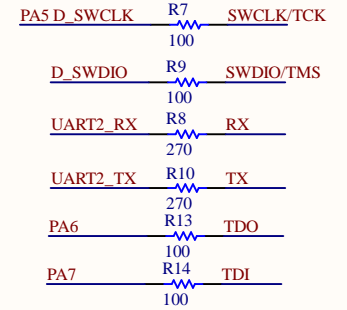 PA5 D_SWCLK R7 SWCLK/TCK
100
D_SWDIO R9 SWDIO/TMS
100
UART2_RX R8 RX
270
UART2_TX R10 TX
270
PA6 R13 TDO
100
PA7 R14 TDI
100